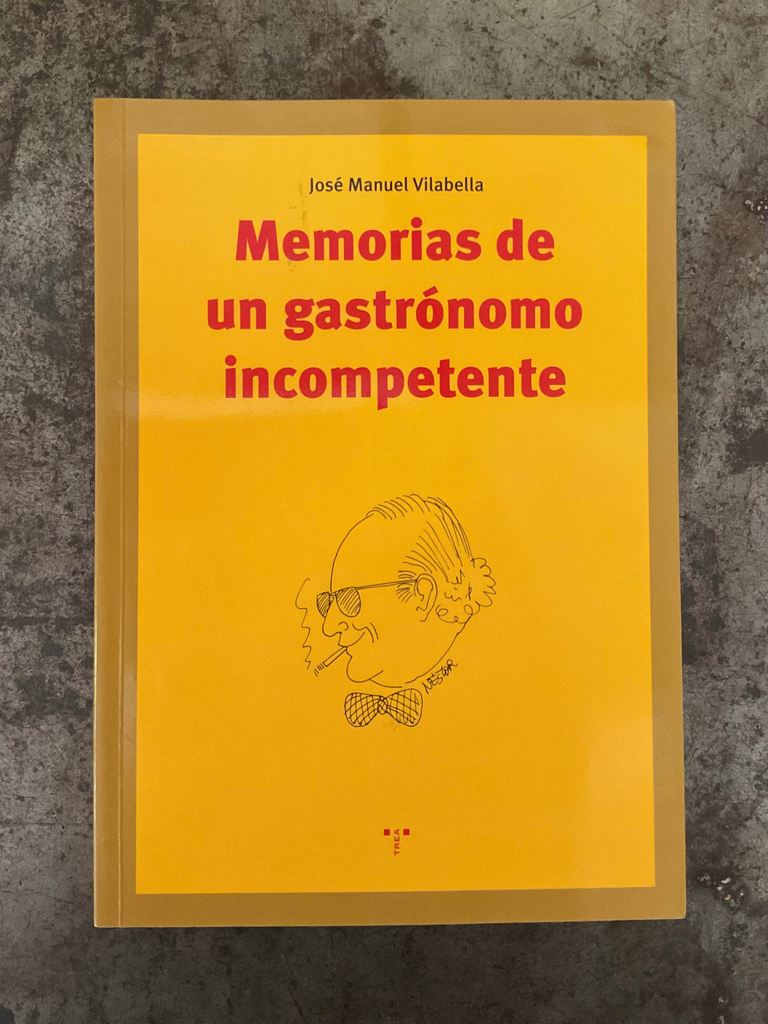 José Manuel Vilabella
Memorias de
un gastrónomo
incompetente
NÉSTOR
TREA